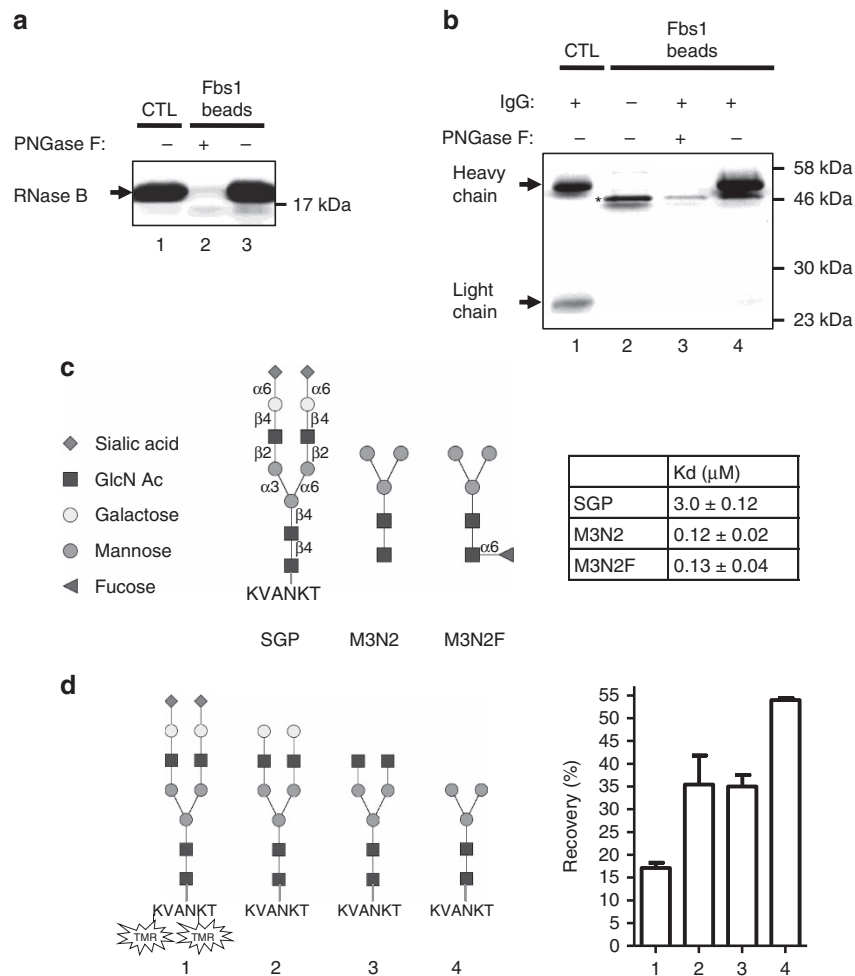 a
CTL Fbs1 beads
PNGase F: – + –
RNase B
17 kDa
1 2 3
b
CTL Fbs1 beads
IgG: + – + +
PNGase F: – – + –
Heavy chain
*
Light chain
58 kDa
46 kDa
30 kDa
23 kDa
1 2 3 4
c
Sialic acid
GlcN Ac
Galactose
Mannose
Fucose
α6 α6
β4 β4
β2 β2
α3 α6
β4
β4
KVANKT
α6
SGP M3N2 M3N2F
Kd (μM)
SGP 3.0 ± 0.12
M3N2 0.12 ± 0.02
M3N2F 0.13 ± 0.04
d
KVANKT KVANKT KVANKT KVANKT
TMR TMR
1 2 3 4
Recovery (%)
55
50
45
40
35
30
25
20
15
10
5
0
1 2 3 4